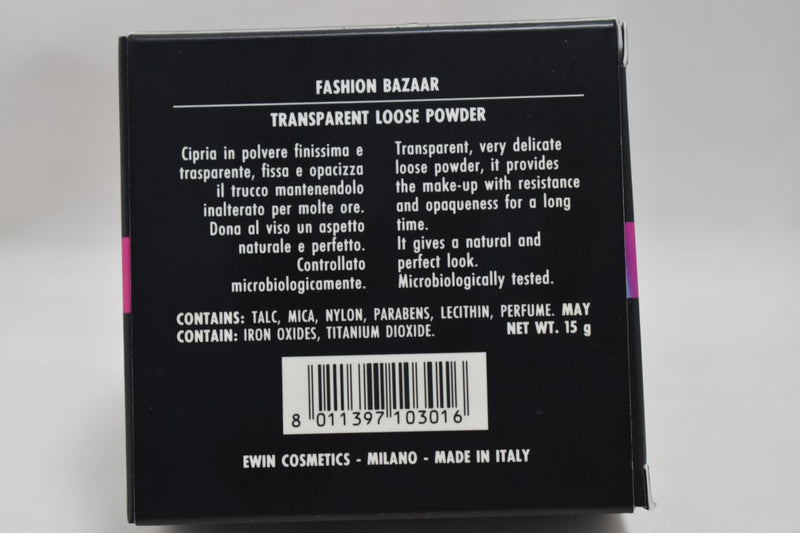 FASHION BAZAAR
TRANSPARENT LOOSE POWDER
Cipria in polvere finissima e
trasparente, fissa e opacizza
il trucco mantenendolo
inalterato per molte ore.
Dona al viso un aspetto
naturale e perfetto.
Controllato
microbiologicamente.
Transparent, very delicate
loose powder, it provides
the make-up with resistance
and opaqueness for a long
time.
It gives a natural and
perfect look.
Microbiologically tested.
CONTAINS: TALC, MICA, NYLON, PARABENS, LECITHIN, PERFUME. MAY
CONTAIN: IRON OXIDES, TITANIUM DIOXIDE. NET WT. 15 g
8 011397 103016
EWIN COSMETICS - MILANO - MADE IN ITALY